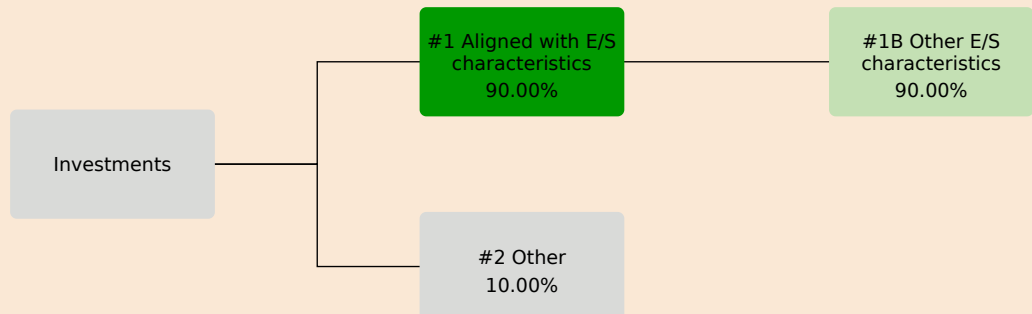 #1 Aligned with E/S
characteristics
90.00%
#1B Other E/S
characteristics
90.00%
Investments
#2 Other
10.00%